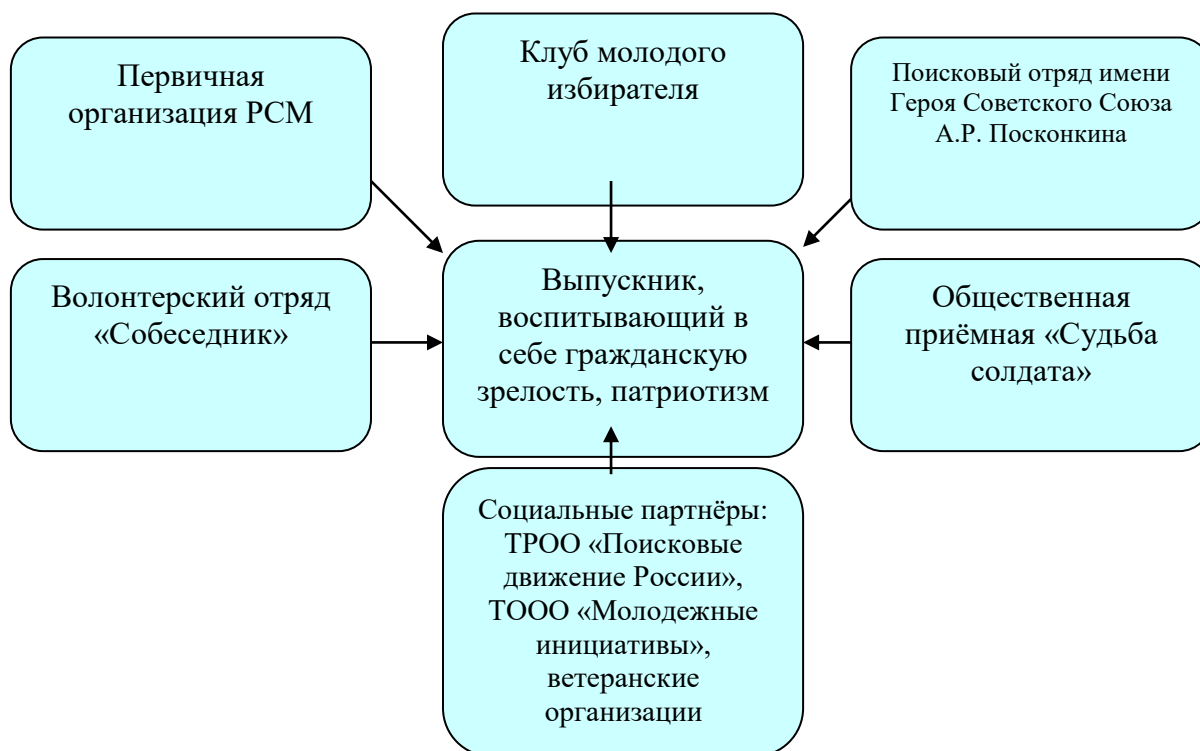 Первичная
организация РСМ
Клуб молодого
избирателя
Поисковый отряд имени
Героя Советского Союза
А.Р. Посконкина
Волонтерский отряд
«Собеседник»
Выпускник,
воспитывающий в
себе гражданскую
зрелость, патриотизм
Общественная
приёмная «Судьба
солдата»
Социальные партнёры:
ТРОО «Поисковые
движение России»,
ТООО «Молодежные
инициативы»,
ветеранские
организации